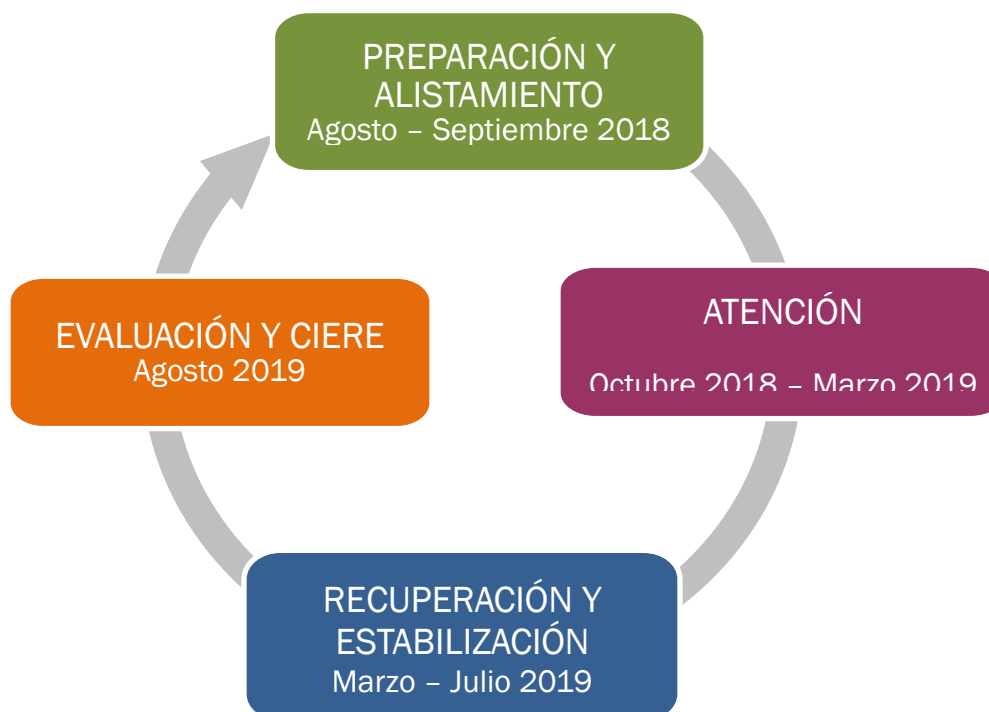 PREPARACIÓN Y
ALISTAMIENTO
Agosto – Septiembre 2018
ATENCIÓN
Octubre 2018 – Marzo 2019
RECUPERACIÓN Y
ESTABILIZACIÓN
Marzo – Julio 2019
EVALUACIÓN Y CIERE
Agosto 2019